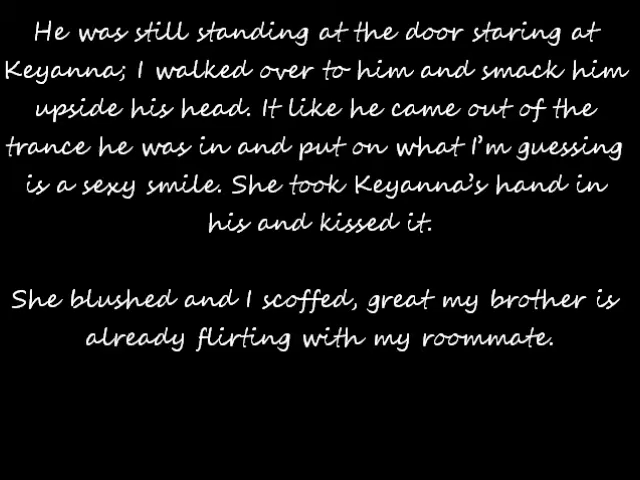 He was still standing at the door staring at
Keyanna; I walked over to him and smack him
upside his head. It like he came out of the
trance he was in and put on what I'm guessing
is a sexy smile. She took Keyanna's hand in
his and kissed it.
She blushed and I scoffed, great my brother is
already flirting with my roommate.